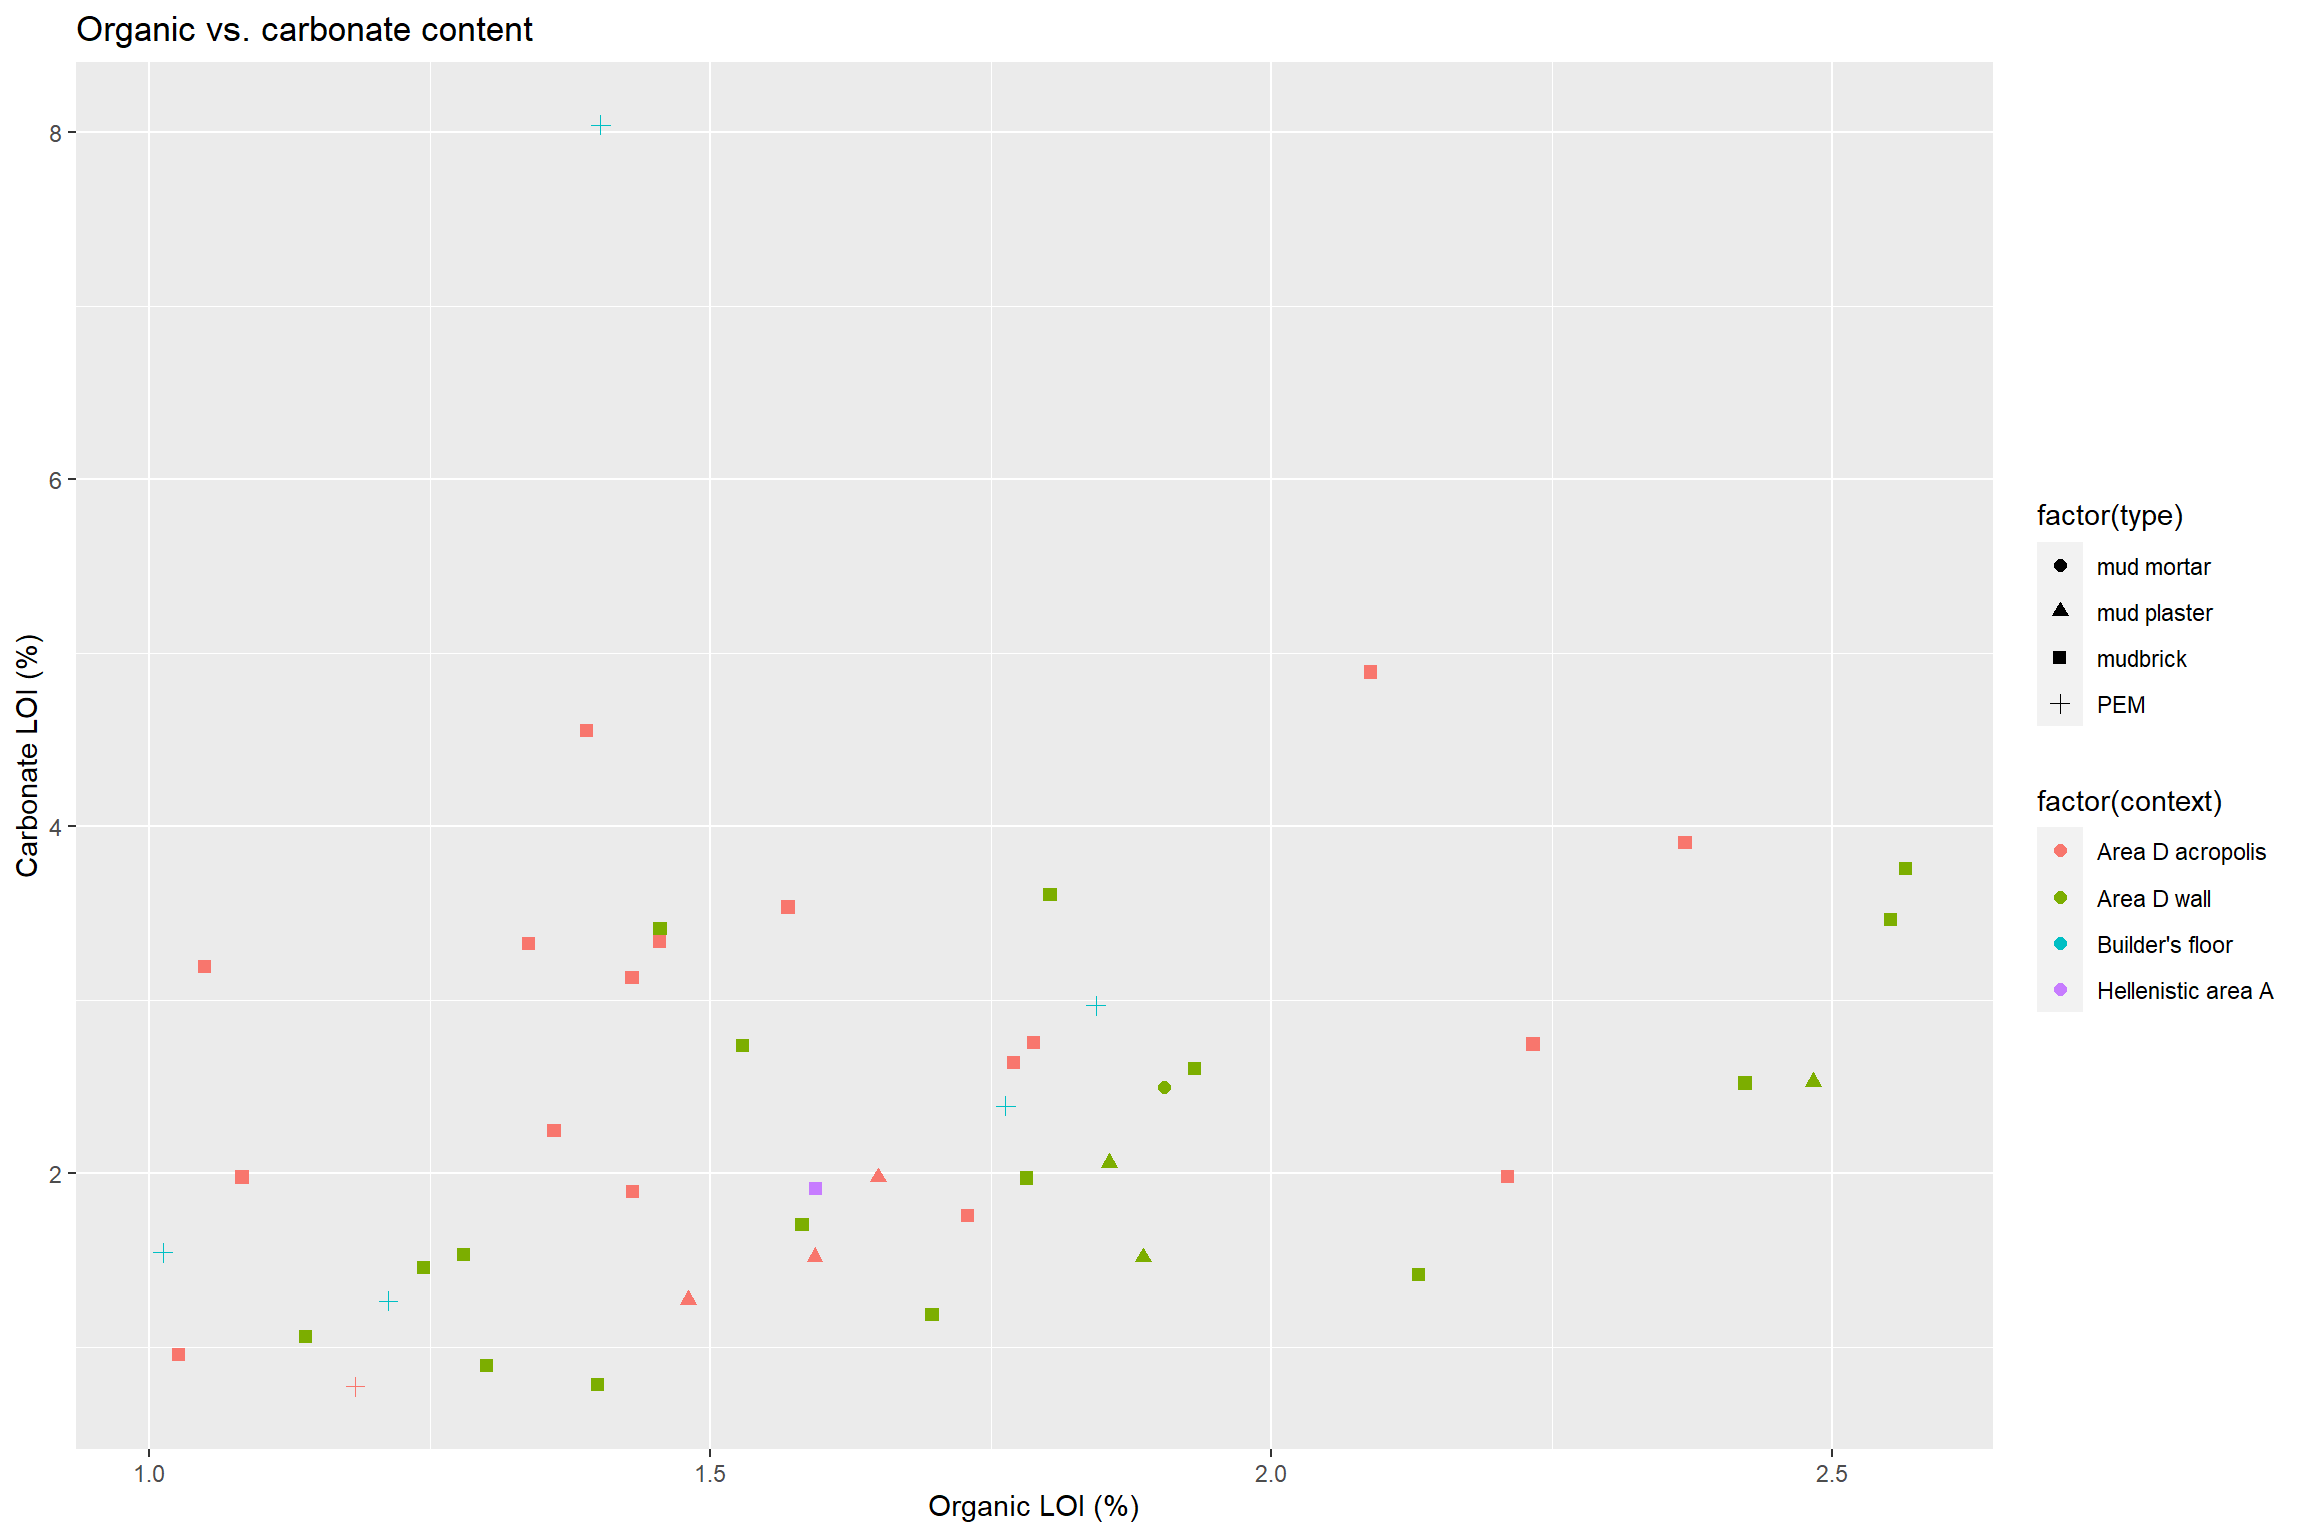 Organic vs. carbonate content
8
6
4
2
Carbonate LOI (%)
1.0
1.5
2.0
2.5
Organic LOI (%)
factor(type)
mud mortar
mud plaster
mudbrick
PEM
factor(context)
Area D acropolis
Area D wall
Builder's floor
Hellenistic area A